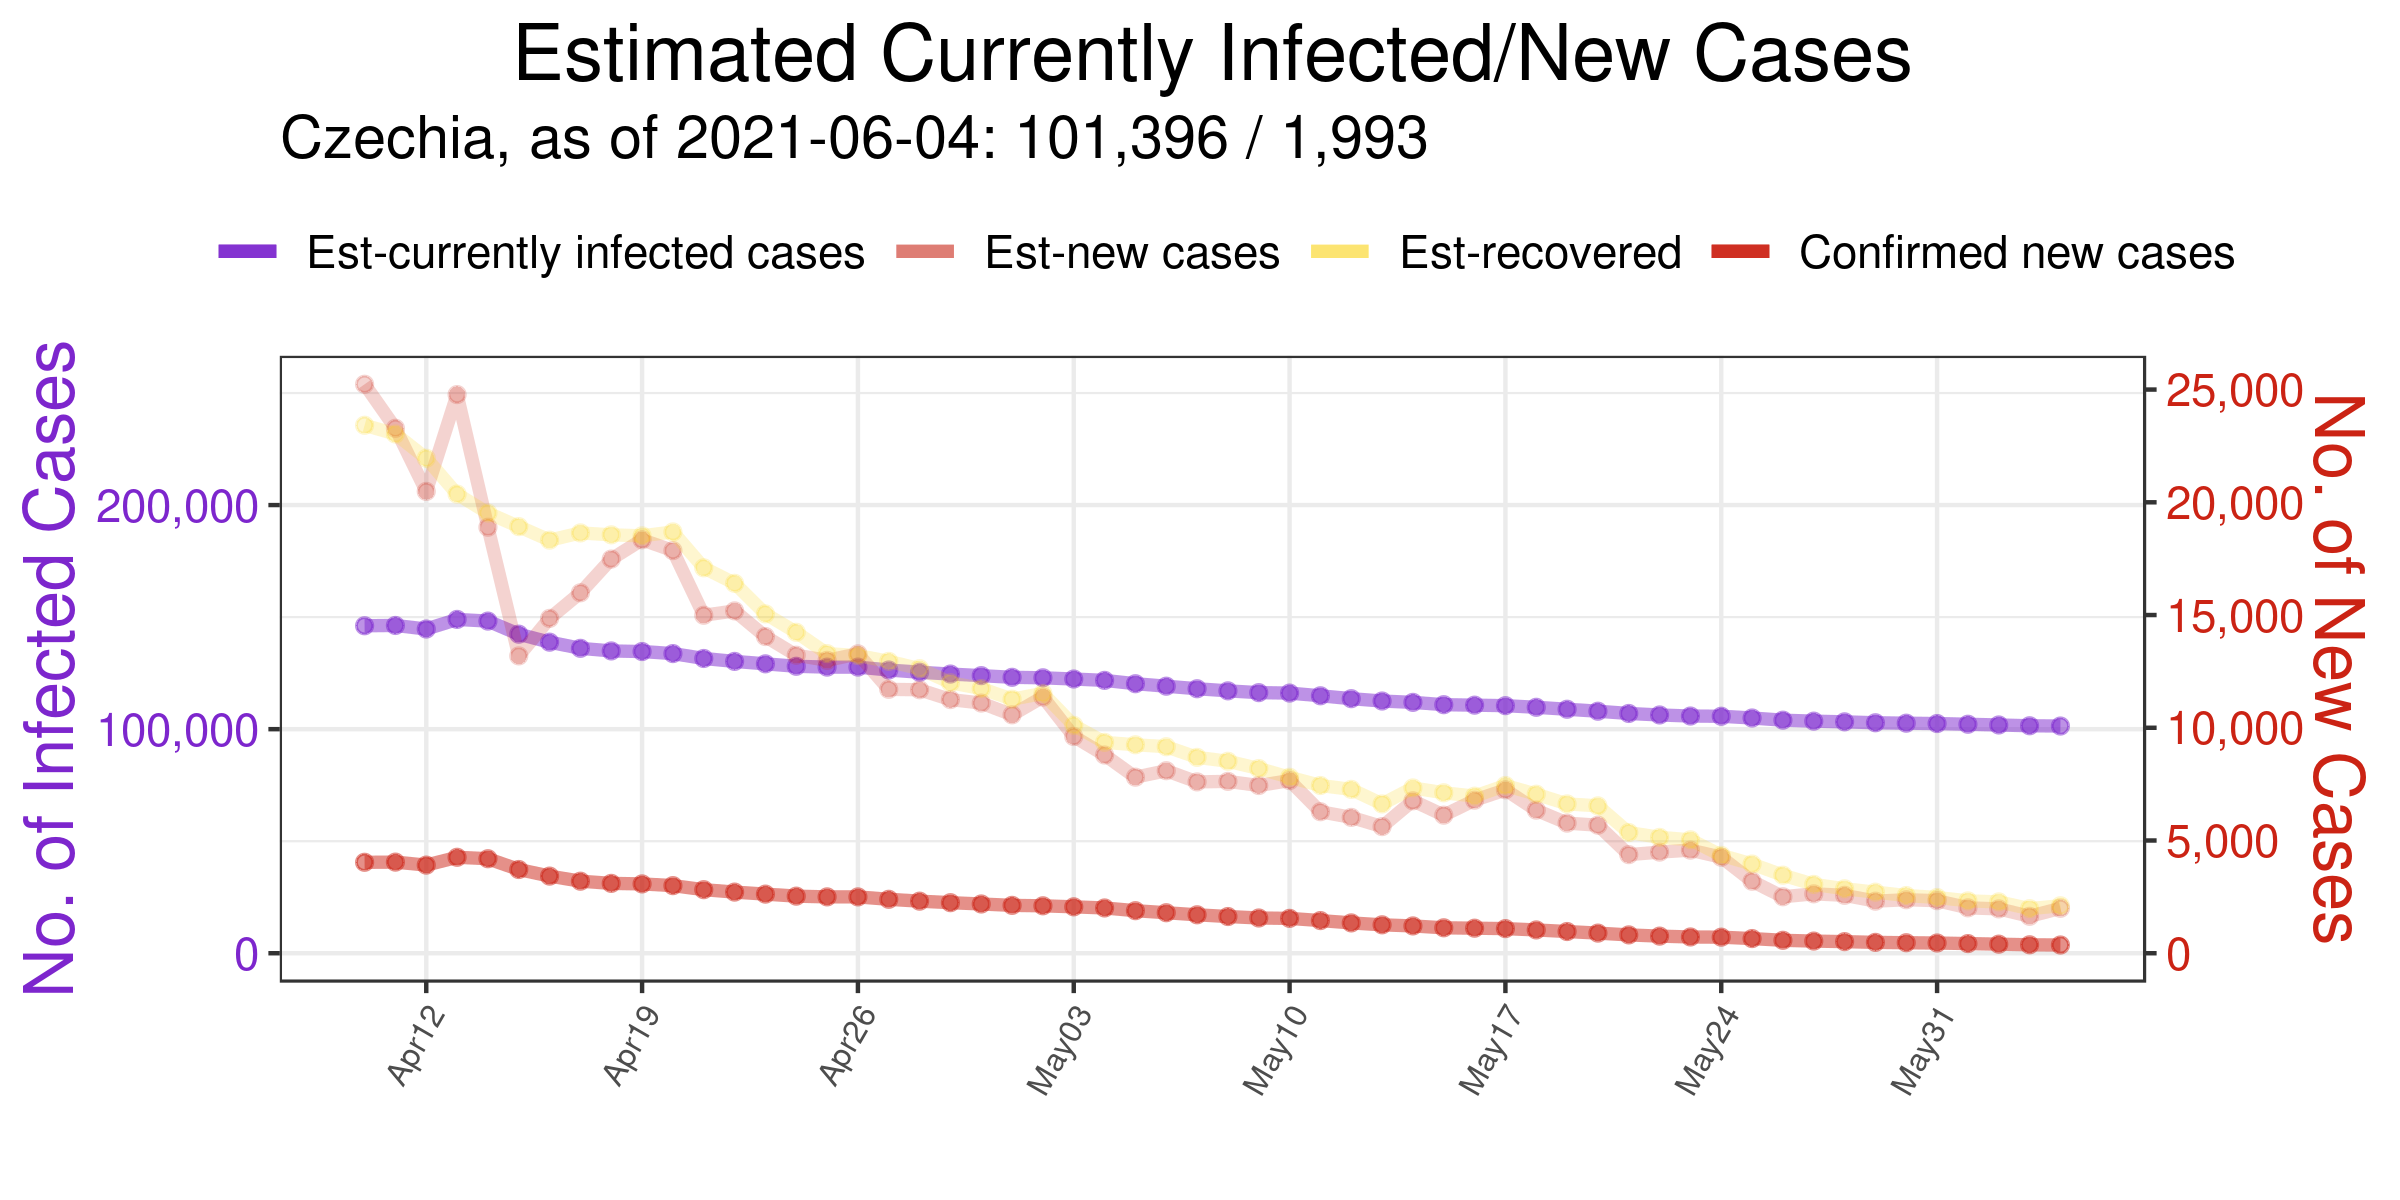 Estimated Currently Infected/New Cases
Czechia, as of 2021-06-04: 101,396 / 1,993
Est-currently infected cases Est-new cases Est-recovered Confirmed new cases
No. of Infected Cases
200,000
100,000
0
25,000
20,000
15,000
10,000
5,000
0
No. of New Cases
Apr12 Apr19 Apr26 May03 May10 May17 May24 May31